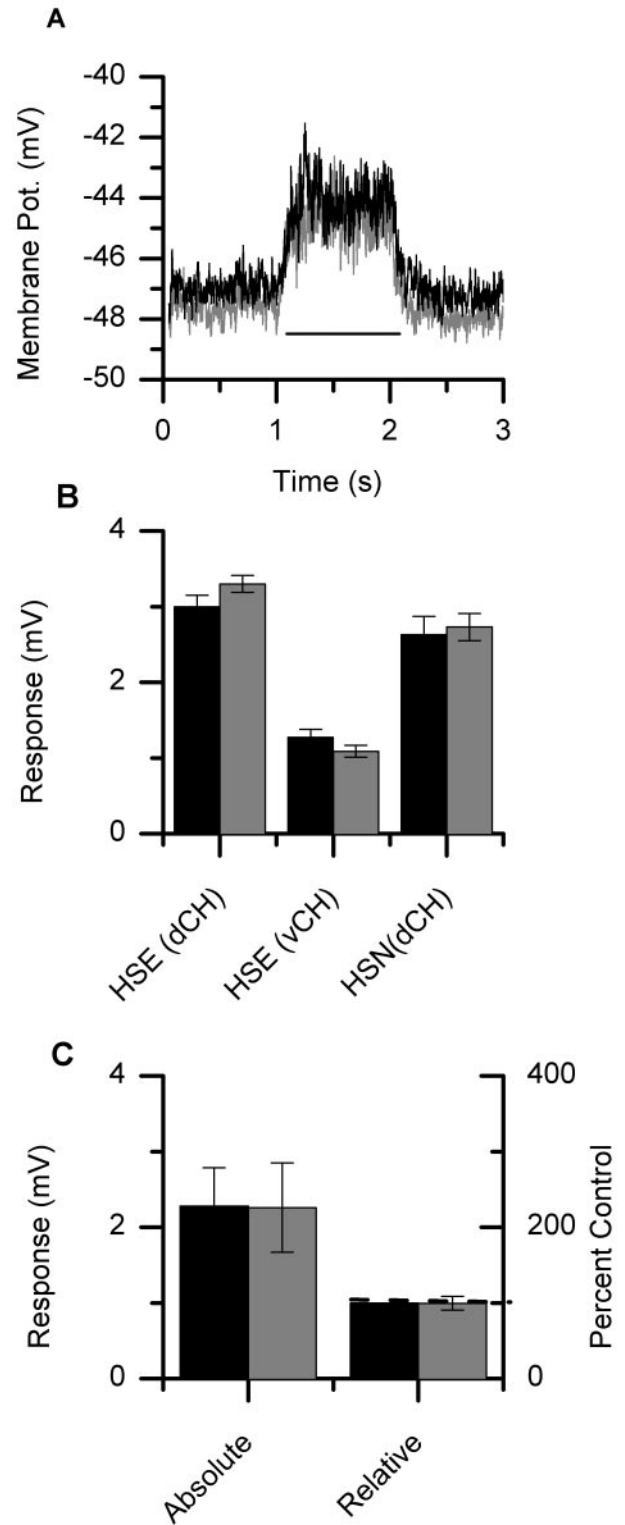 A
Membrane Pot. (mV)
-40
-42
-44
-46
-48
-50
0 1 2 3
Time (s)
B
Response (mV)
4
2
0
HSE (dCH)
HSE (vCH)
HSN(dCH)
C
Response (mV)
4
2
0
400
200
0
Percent Control
Absolute
Relative